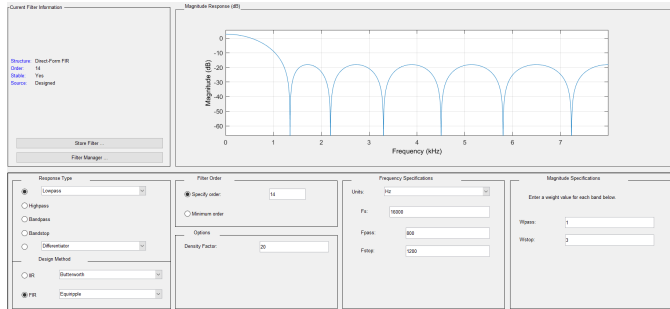 Current Filter Information
Structure: Direct-Form FIR
Order: 14
Stable: Yes
Source: Designed
Store Filter ...
Filter Manager ...
Magnitude Response (dB)
Magnitude (dB)
0
-10
-20
-30
-40
-50
-60
0
1
2
3
4
5
6
7
Frequency (kHz)
Response Type
Lowpass
Highpass
Bandpass
Bandstop
Differentiator
Design Method
IIR Butterworth
FIR Equiripple
Filter Order
Specify order: 14
Minimum order
Options
Density Factor: 20
Frequency Specifications
Units: Hz
Fs: 16000
Fpass: 800
Fstop: 1200
Magnitude Specifications
Enter a weight value for each band below.
Wpass: 1
Wstop: 3